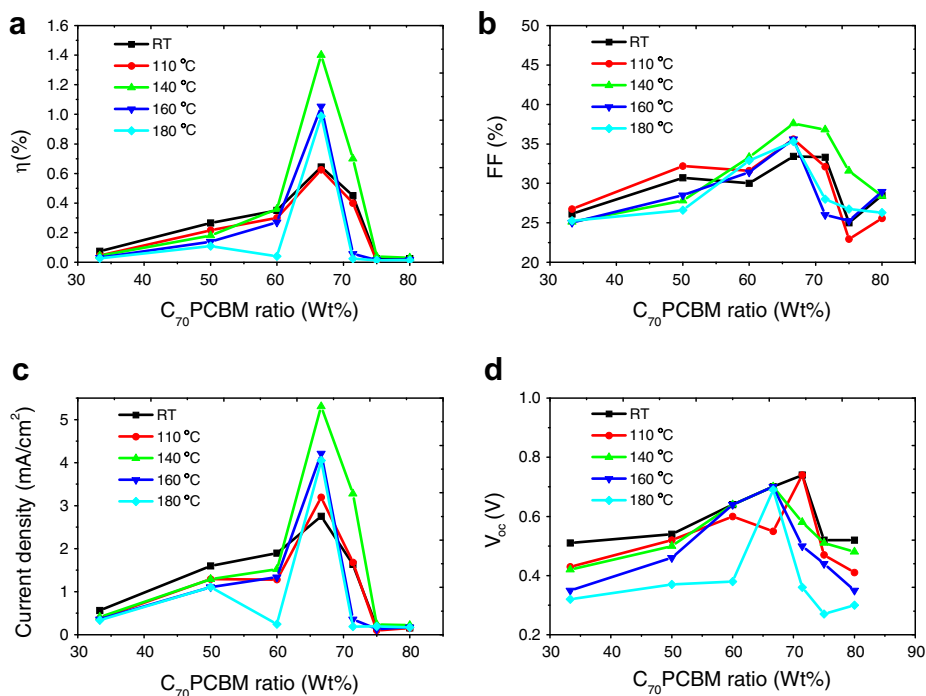 a
η(%)
1.6
1.4
1.2
1.0
0.8
0.6
0.4
0.2
0.0
RT
110 °C
140 °C
160 °C
180 °C
30 40 50 60 70 80
C₇₀PCBM ratio (Wt%)
b
FF (%)
50
45
40
35
30
25
20
RT
110 °C
140 °C
160 °C
180 °C
30 40 50 60 70 80
C₇₀PCBM ratio (Wt%)
c
Current density (mA/cm²)
5
4
3
2
1
0
RT
110 °C
140 °C
160 °C
180 °C
30 40 50 60 70 80
C₇₀PCBM ratio (Wt%)
d
Voc (V)
1.0
0.8
0.6
0.4
0.2
RT
110 °C
140 °C
160 °C
180 °C
30 40 50 60 70 80 90
C₇₀PCBM ratio (Wt%)